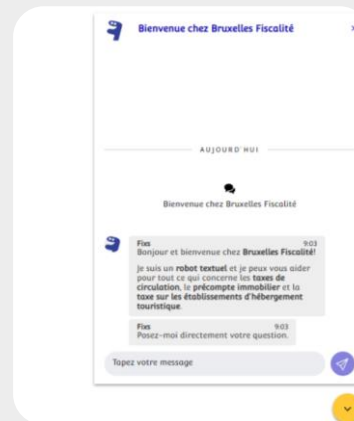 Bienvenue chez Bruxelles Fiscalité
AUJOURD'HUI
Bienvenue chez Bruxelles Fiscalité
Fixs 9:03
Bonjour et bienvenue chez Bruxelles Fiscalité!
Je suis un robot textuel et je peux vous aider
pour tout ce qui concerne les taxes de
circulation, le précompte immobilier et la
taxe sur les établissements d'hébergement
touristique.
Fixs 9:03
Posez-moi directement votre question.
Tapez votre message